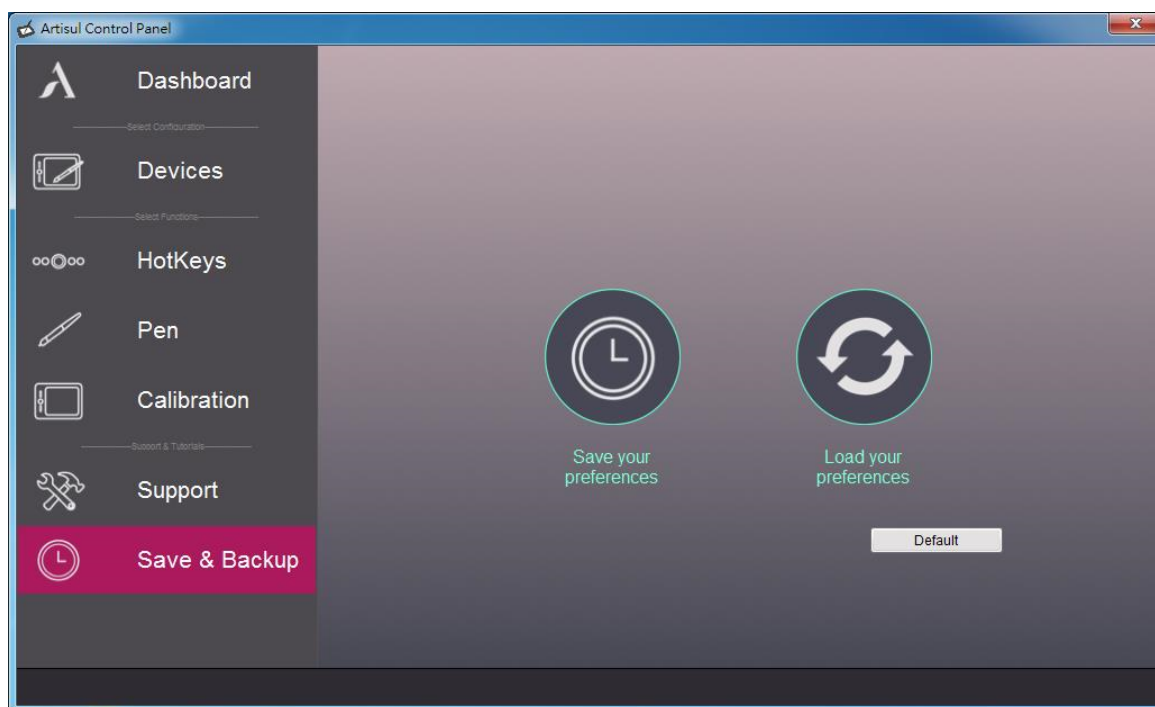 Artisul Control Panel
Dashboard
Select Configuration
Devices
Select Functions
HotKeys
Pen
Calibration
Support & Tutorials
Support
Save & Backup
Save your
preferences
Load your
preferences
Default